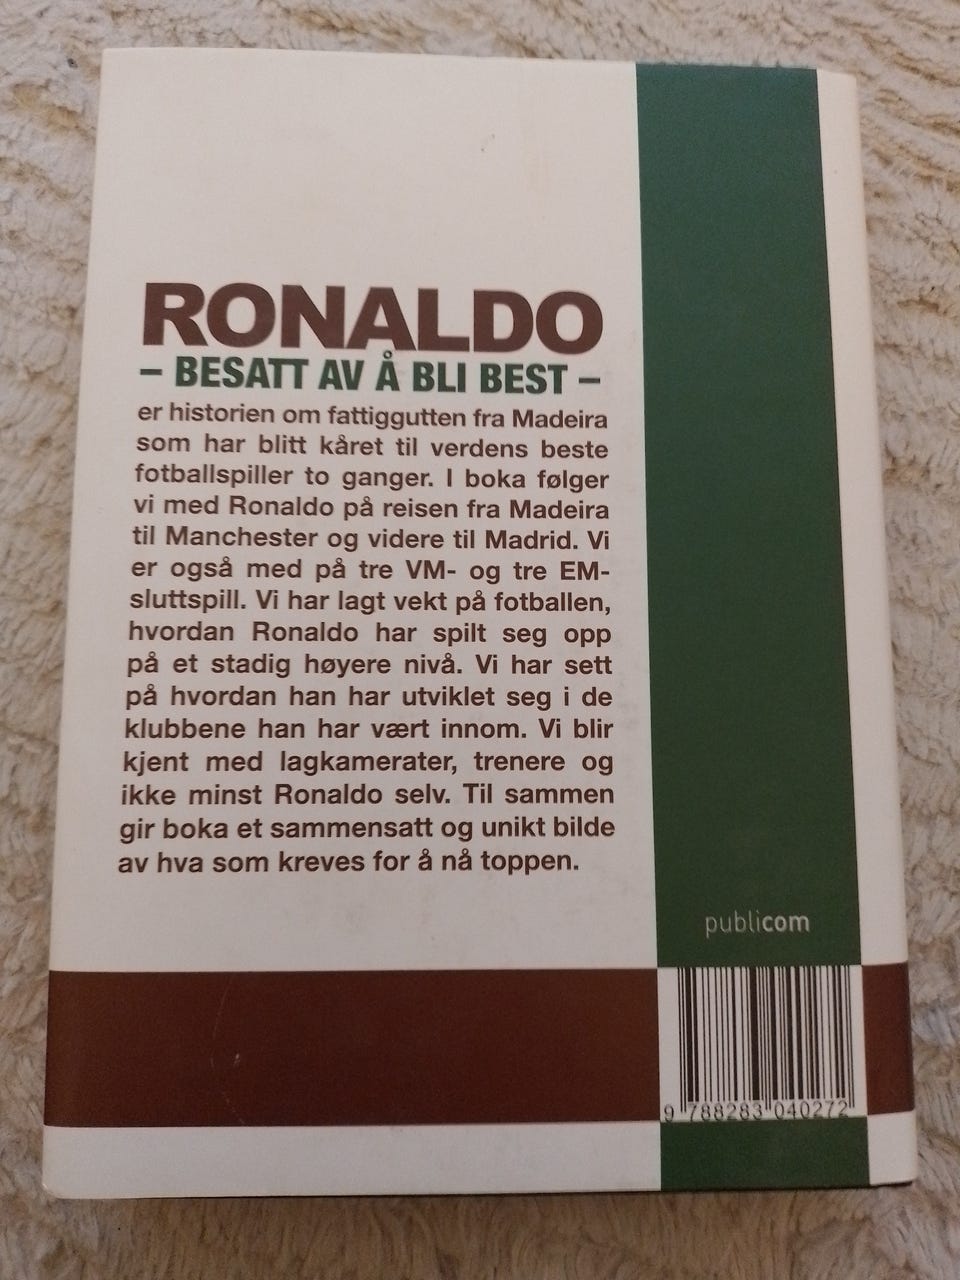 RONALDO
– BESATT AV Å BLI BEST –
er historien om fattiggutten fra Madeira
som har blitt kåret til verdens beste
fotballspiller to ganger. I boka følger
vi med Ronaldo på reisen fra Madeira
til Manchester og videre til Madrid. Vi
er også med på tre VM- og tre EM-
sluttspill. Vi har lagt vekt på fotballen,
hvordan Ronaldo har spilt seg opp
på et stadig høyere nivå. Vi har sett
på hvordan han har utviklet seg i de
klubbene han har vært innom. Vi blir
kjent med lagkamerater, trenere og
ikke minst Ronaldo selv. Til sammen
gir boka et sammensatt og unikt bilde
av hva som kreves for å nå toppen.
publicom
9 788283 040272